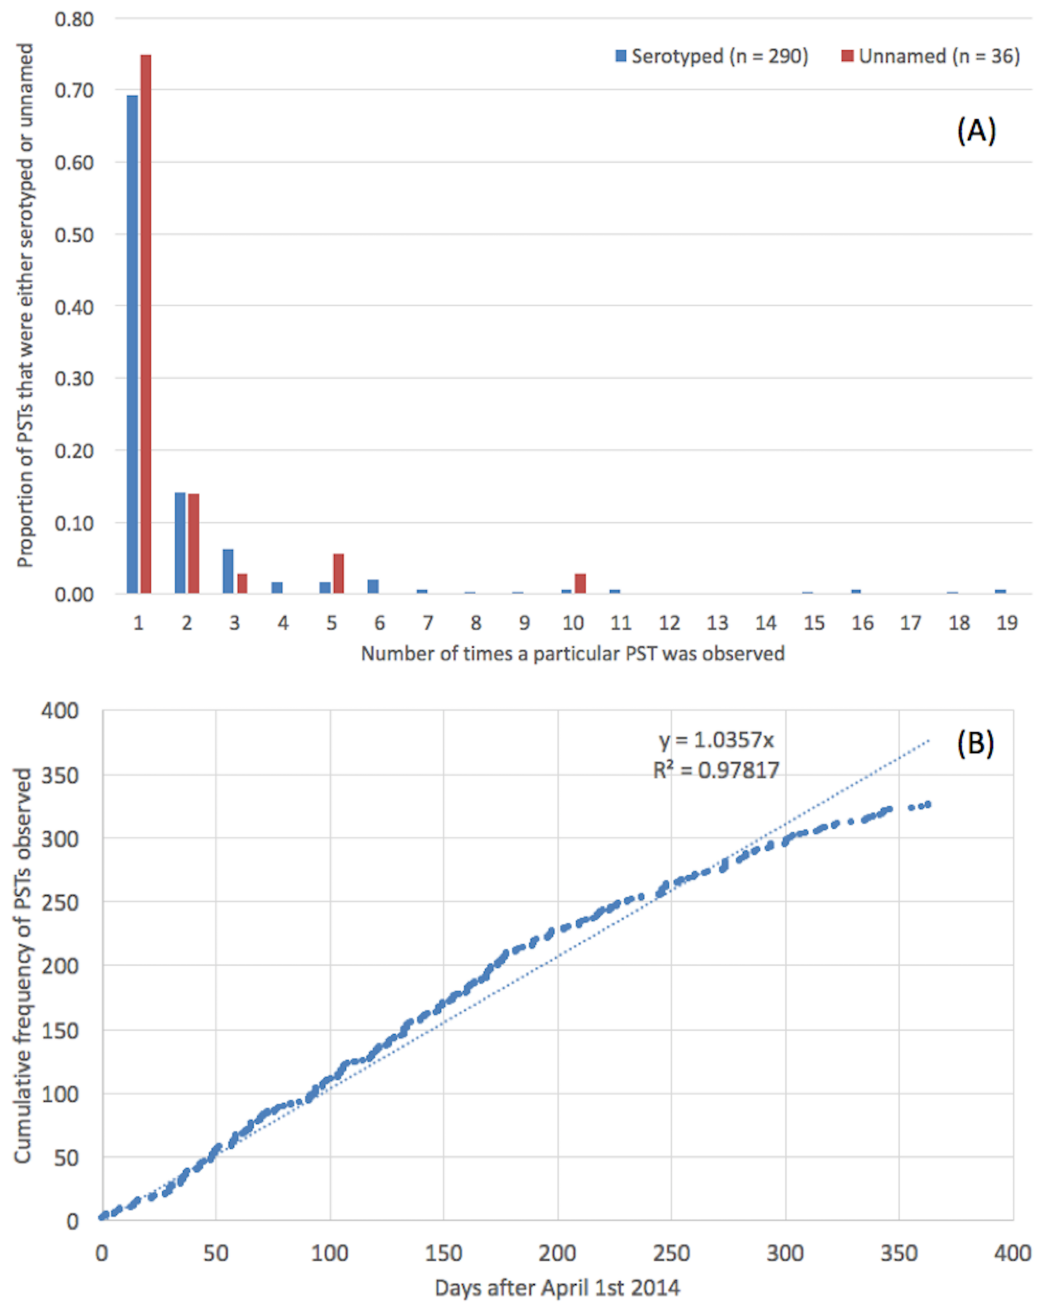 Proportion of PSTs that were either serotyped or unnamed
0.80
0.70
0.60
0.50
0.40
0.30
0.20
0.10
0.00
Serotyped (n = 290) Unnamed (n = 36)
(A)
1 2 3 4 5 6 7 8 9 10 11 12 13 14 15 16 17 18 19
Number of times a particular PST was observed
Cumulative frequency of PSTs observed
400
350
300
250
200
150
100
50
0
y = 1.0357x
R² = 0.97817
(B)
0 50 100 150 200 250 300 350 400
Days after April 1st 2014